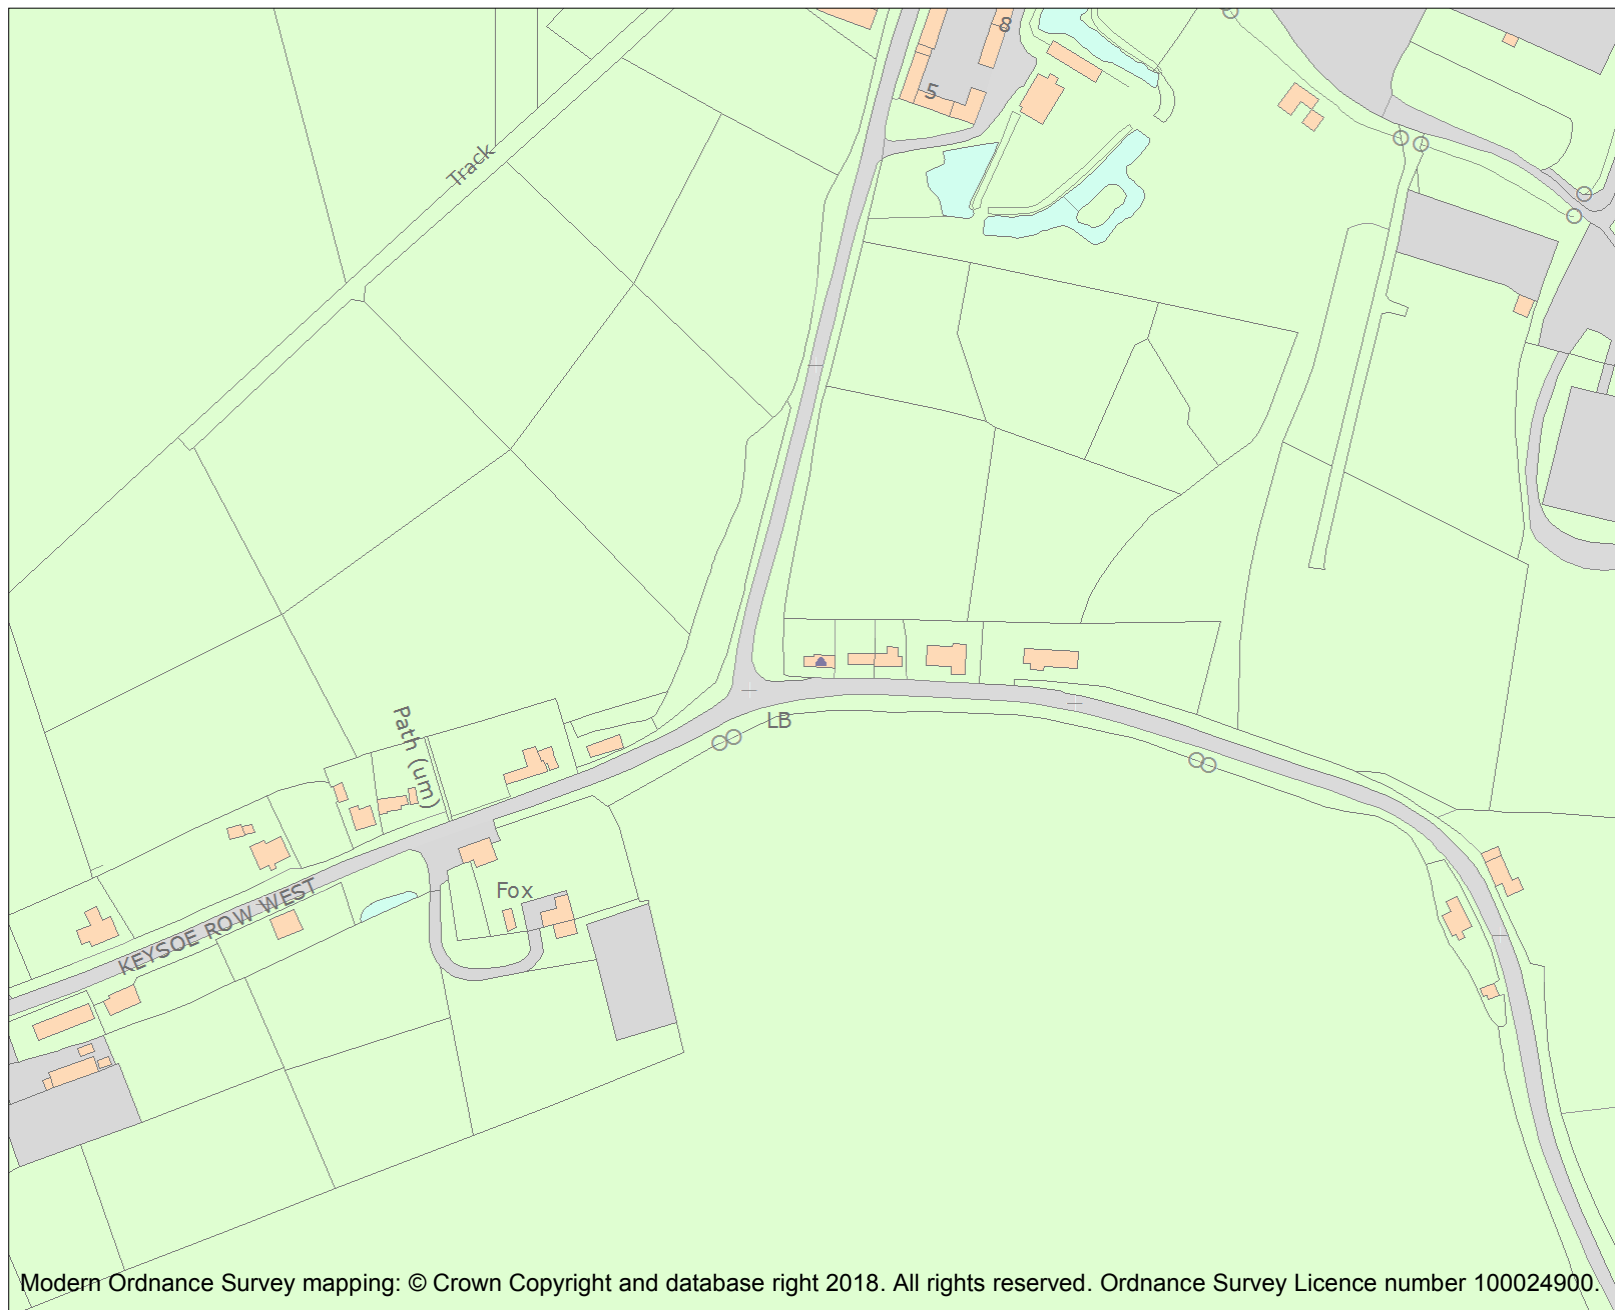 8
5
Track
LB
Path (um)
Fox
KEYSOE ROW WEST
Modern Ordnance Survey mapping: © Crown Copyright and database right 2018. All rights reserved. Ordnance Survey Licence number 100024900.